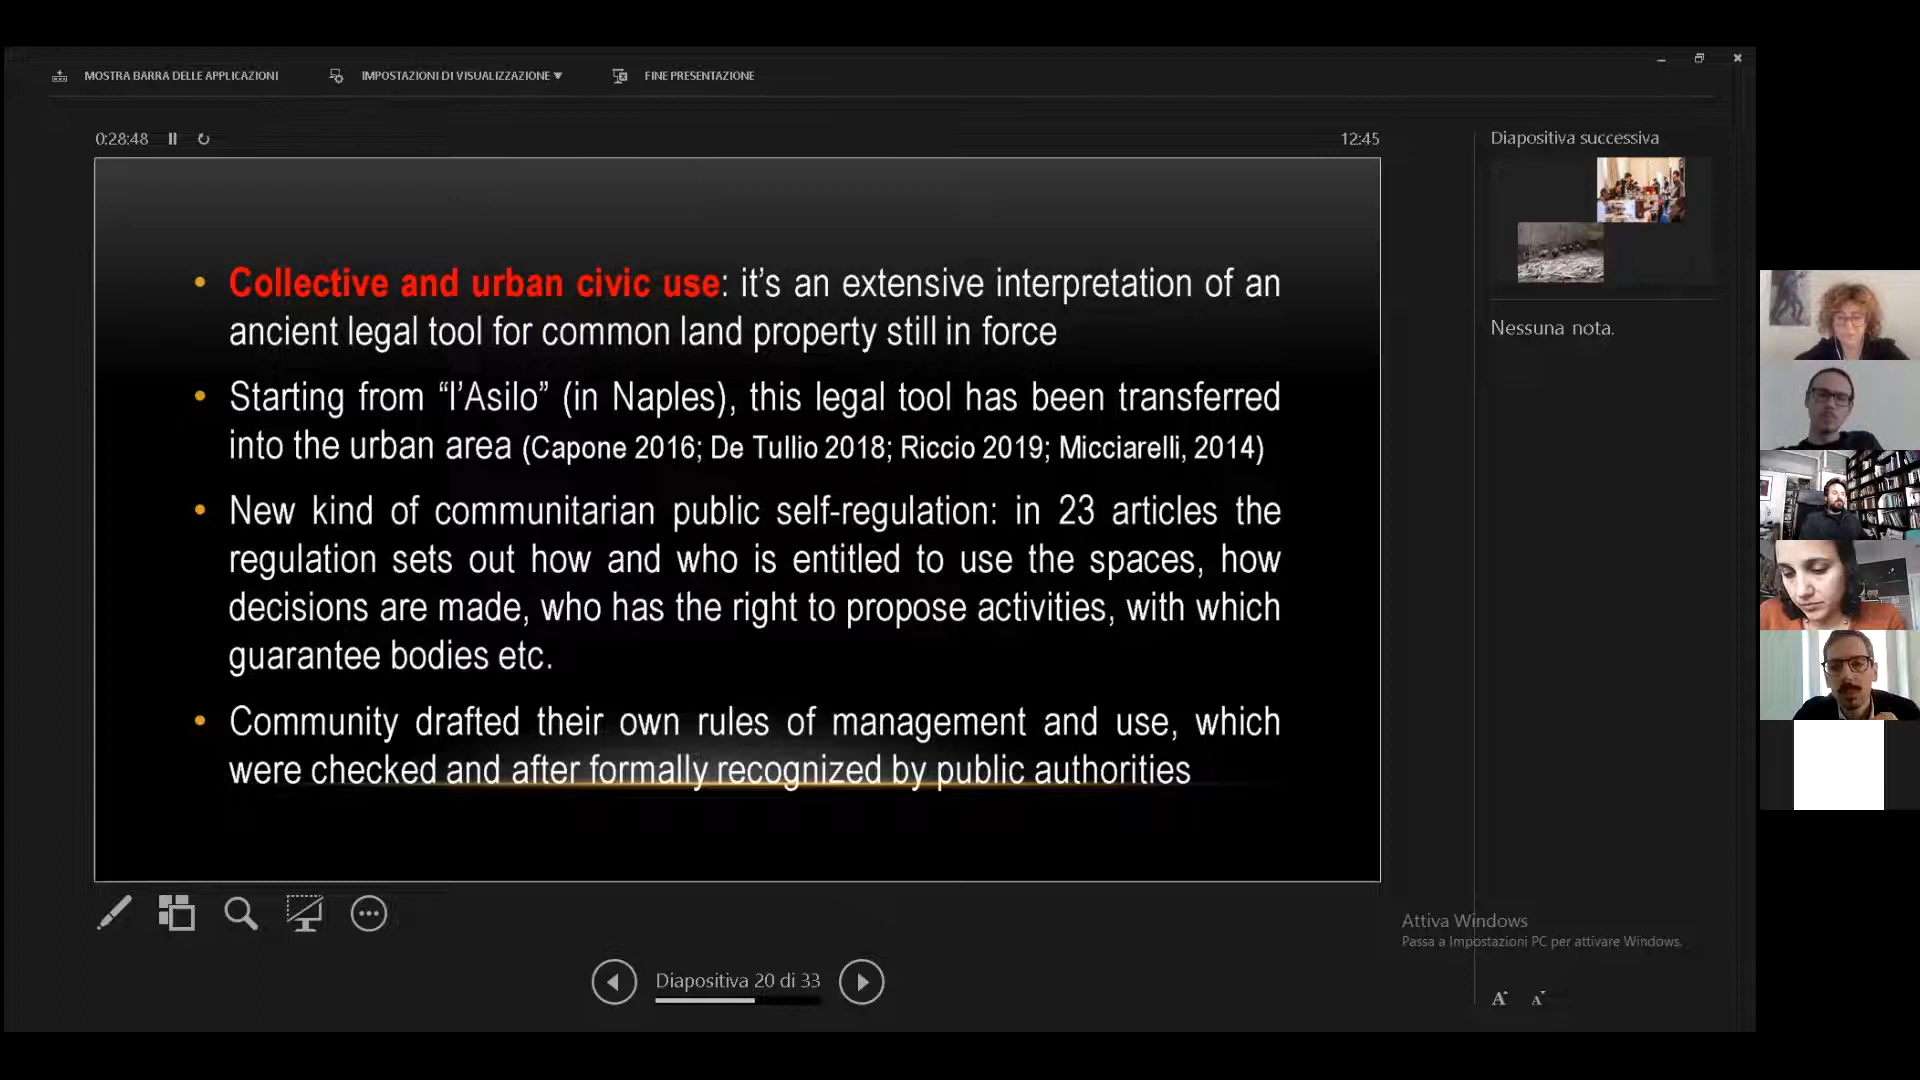 MOSTRA BARRA DELLE APPLICAZIONI
IMPOSTAZIONI DI VISUALIZZAZIONE ▼
FINE PRESENTAZIONE
0:28:48
12:45
Diapositiva successiva
• Collective and urban civic use: it’s an extensive interpretation of an
ancient legal tool for common land property still in force
• Starting from “l’Asilo” (in Naples), this legal tool has been transferred
into the urban area (Capone 2016; De Tullio 2018; Riccio 2019; Micciarelli, 2014)
• New kind of communitarian public self-regulation: in 23 articles the
regulation sets out how and who is entitled to use the spaces, how
decisions are made, who has the right to propose activities, with which
guarantee bodies etc.
• Community drafted their own rules of management and use, which
were checked and after formally recognized by public authorities
Nessuna nota.
Attiva Windows
Passa a Impostazioni PC per attivare Windows.
Diapositiva 20 di 33
A A